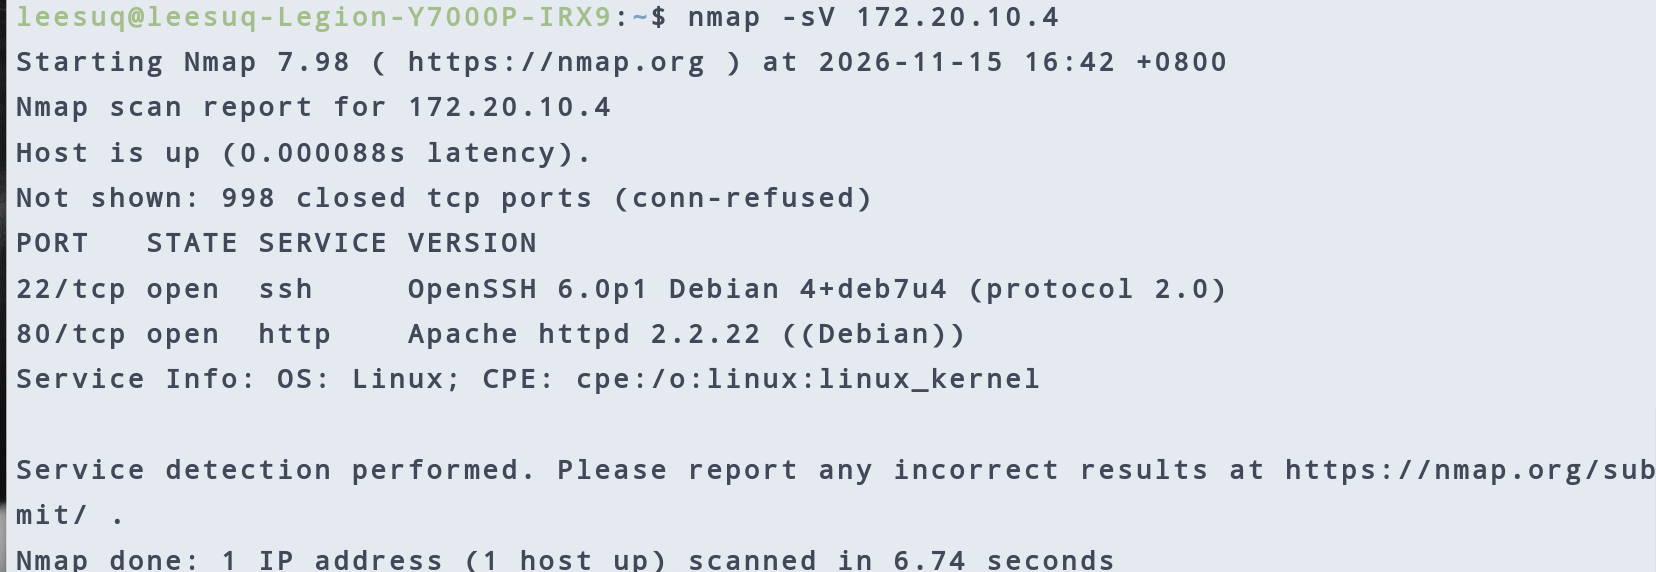 leesuq@leesuq-Legion-Y7000P-IRX9:~$ nmap -sV 172.20.10.4
Starting Nmap 7.98 ( https://nmap.org ) at 2026-11-15 16:42 +0800
Nmap scan report for 172.20.10.4
Host is up (0.000088s latency).
Not shown: 998 closed tcp ports (conn-refused)
PORT   STATE SERVICE VERSION
22/tcp open  ssh     OpenSSH 6.0p1 Debian 4+deb7u4 (protocol 2.0)
80/tcp open  http    Apache httpd 2.2.22 ((Debian))
Service Info: OS: Linux; CPE: cpe:/o:linux:linux_kernel

Service detection performed. Please report any incorrect results at https://nmap.org/sub
mit/ .
Nmap done: 1 IP address (1 host up) scanned in 6.74 seconds